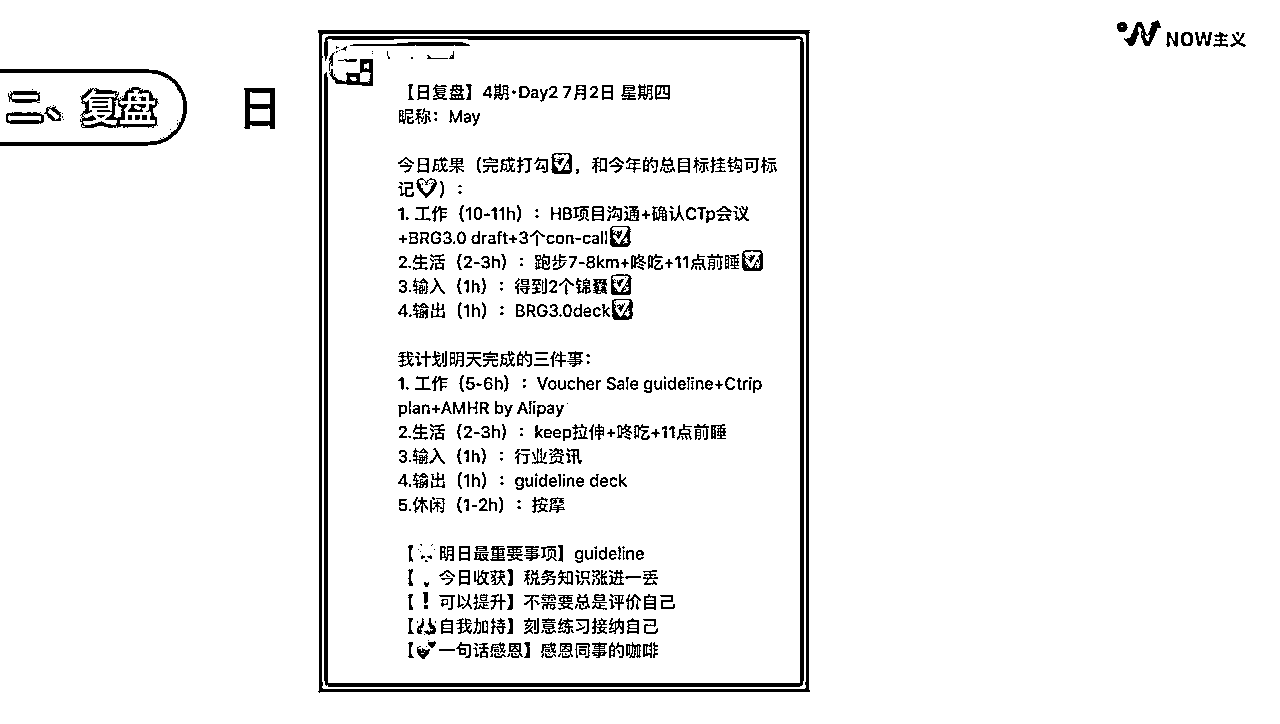 NOW主义
二、复盘
日
【日复盘】4期·Day2 7月2日 星期四
昵称：May
今日成果（完成打勾✅，和今年的总目标挂钩可标
记❤）：
1. 工作（10-11h）：HB项目沟通+确认CTp会议
+BRG3.0 draft+3个con-call✅
2.生活（2-3h）：跑步7-8km+咚吃+11点前睡✅
3.输入（1h）：得到2个锦囊✅
4.输出（1h）：BRG3.0deck✅
我计划明天完成的三件事：
1. 工作（5-6h）：Voucher Sale guideline+Ctrip
plan+AMHR by Alipay
2.生活（2-3h）：keep拉伸+咚吃+11点前睡
3.输入（1h）：行业资讯
4.输出（1h）：guideline deck
5.休闲（1-2h）：按摩
【明日最重要事项】guideline
【今日收获】税务知识涨进一丢
【❗可以提升】不需要总是评价自己
【自我加持】刻意练习接纳自己
【💕一句话感恩】感恩同事的咖啡